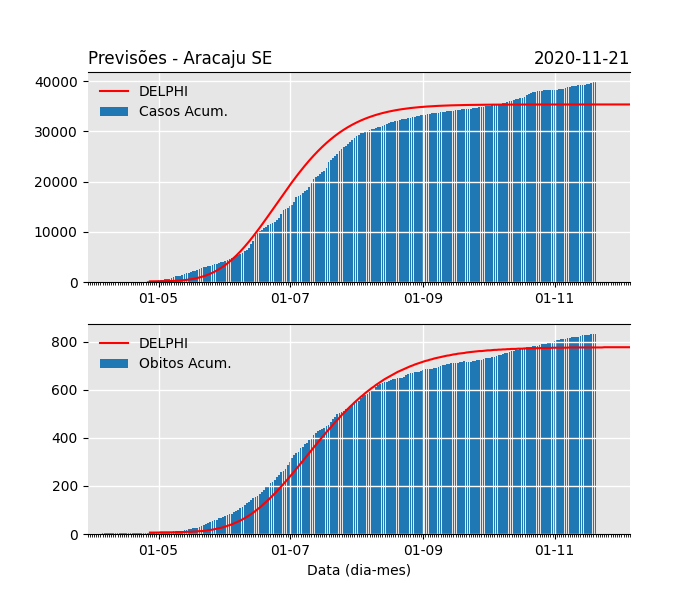 Previsões - Aracaju SE 2020-11-21
40000
30000
20000
10000
0
DELPHI
Casos Acum.
01-05 01-07 01-09 01-11
800
600
400
200
0
DELPHI
Obitos Acum.
01-05 01-07 01-09 01-11
Data (dia-mes)